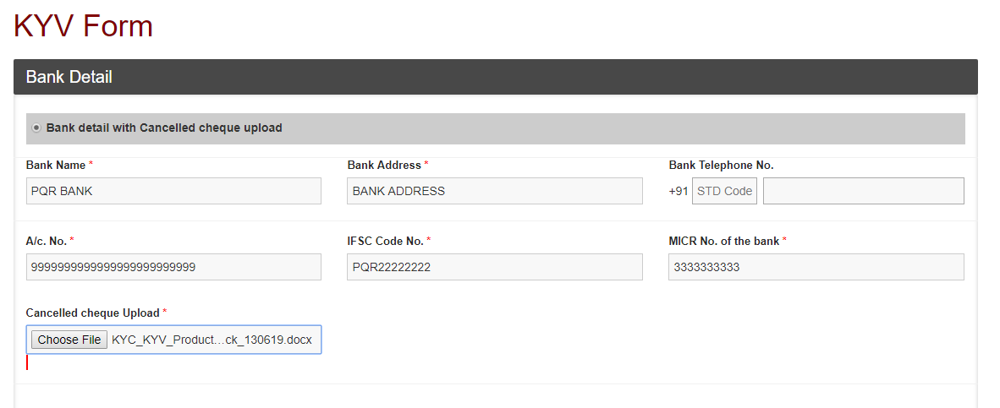 KYV Form
Bank Detail
Bank detail with Cancelled cheque upload
Bank Name * Bank Address * Bank Telephone No.
PQR BANK BANK ADDRESS +91 STD Code
A/c. No. * IFSC Code No. * MICR No. of the bank *
9999999999999999999999999 PQR22222222 3333333333
Cancelled cheque Upload *
Choose File KYC_KYV_Product...ck_130619.docx